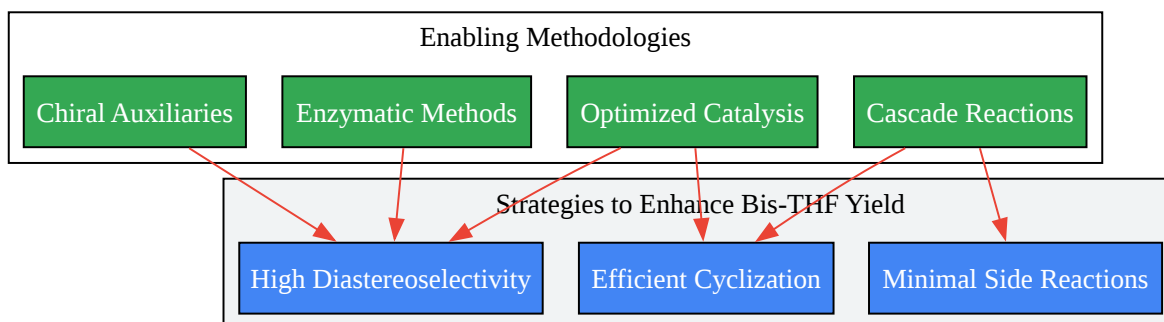 Enabling Methodologies
Chiral Auxiliaries
Enzymatic Methods
Optimized Catalysis
Cascade Reactions
Strategies to Enhance Bis-THF Yield
High Diastereoselectivity
Efficient Cyclization
Minimal Side Reactions